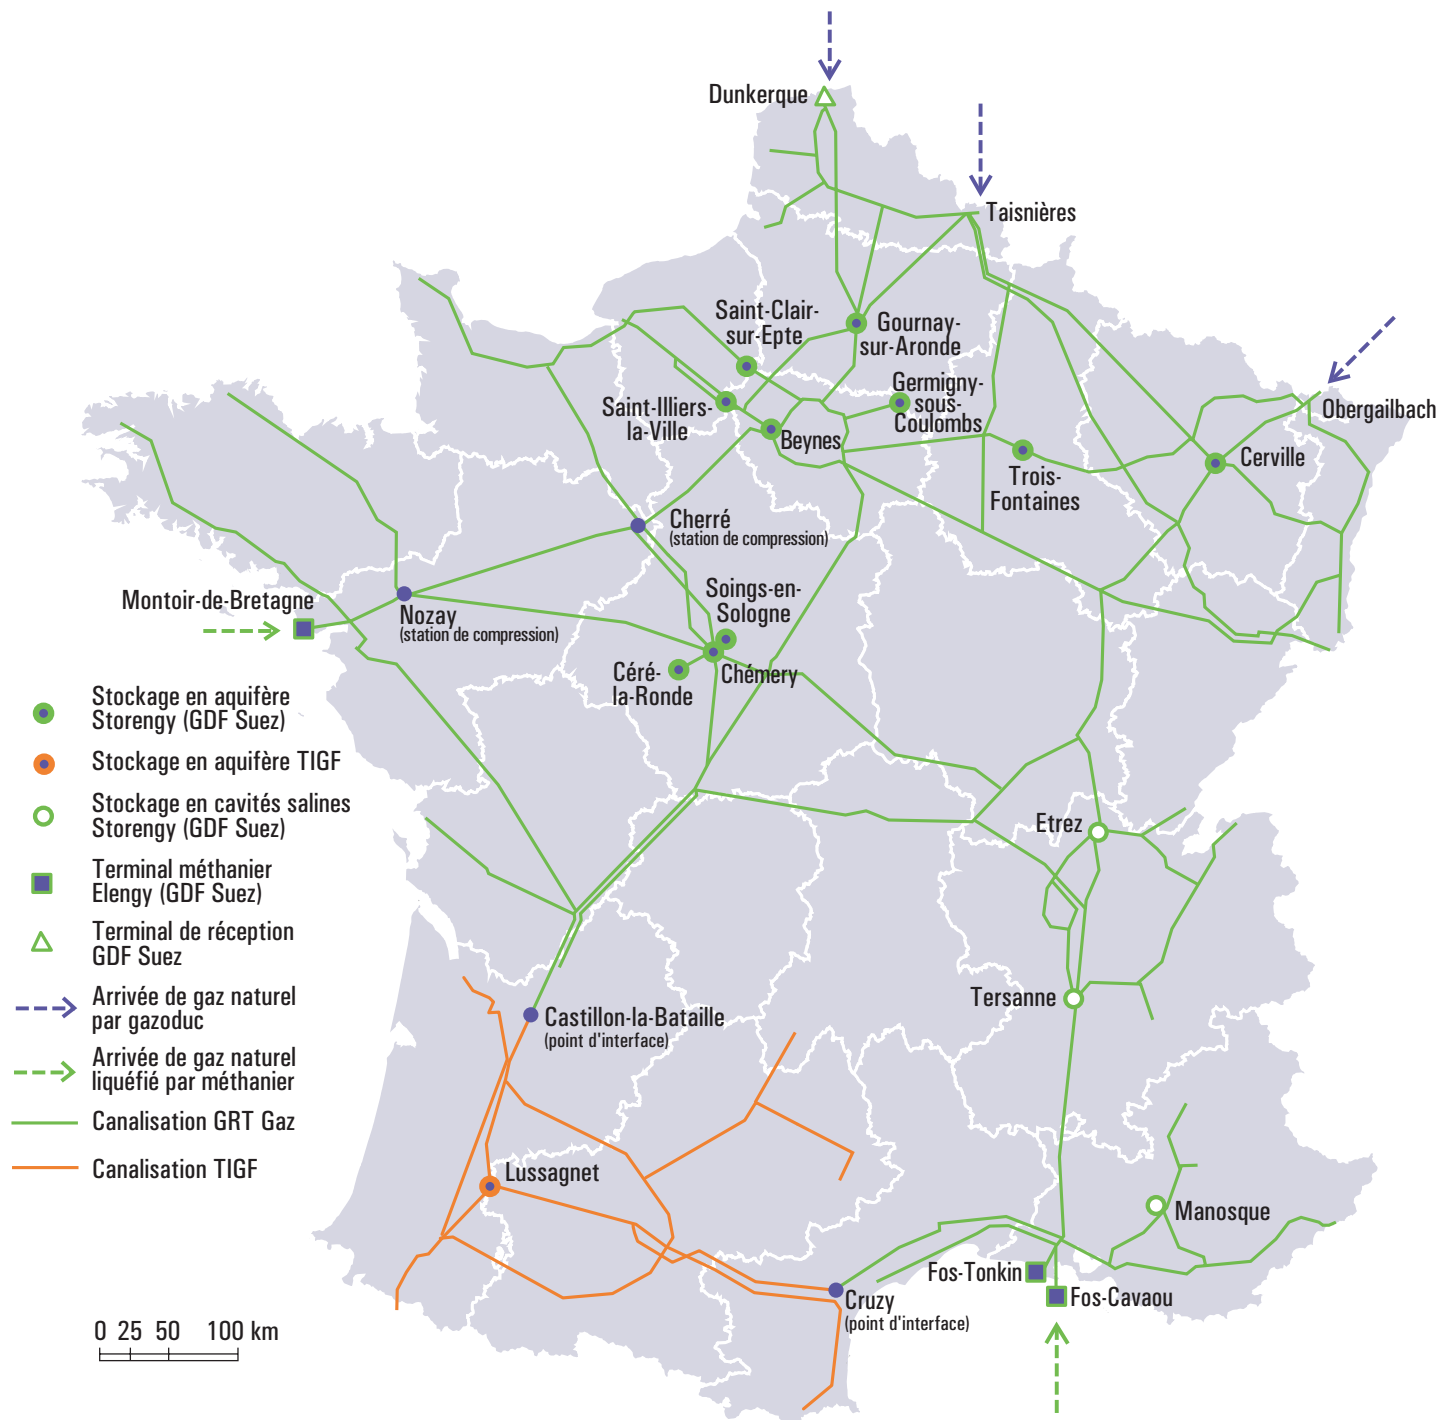 Dunkerque
Taisnières
Saint-Clair-
sur-Epte
Gournay-
sur-Aronde
Germigny-
sous-
Coulombs
Saint-Illiers-
la-Ville
Beynes
Obergailbach
Cerville
Trois-
Fontaines
Cherré
(station de compression)
Soings-en-
Sologne
Montoir-de-Bretagne
Nozay
(station de compression)
Céré-
la-Ronde
Chémery
Stockage en aquifère
Storengy (GDF Suez)
Stockage en aquifère TIGF
Stockage en cavités salines
Storengy (GDF Suez)
Terminal méthanier
Elengy (GDF Suez)
Terminal de réception
GDF Suez
Arrivée de gaz naturel
par gazoduc
Arrivée de gaz naturel
liquéfié par méthanier
Canalisation GRT Gaz
Canalisation TIGF
Etrez
Tersanne
Castillon-la-Bataille
(point d'interface)
Lussagnet
Manosque
Fos-Tonkin
Fos-Cavaou
Cruzy
(point d'interface)
0 25 50 100 km